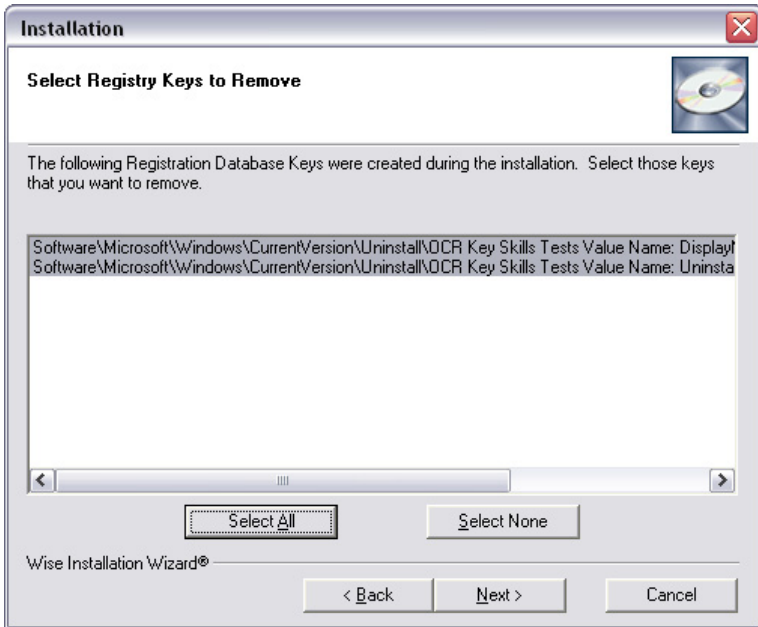 Installation
Select Registry Keys to Remove
The following Registration Database Keys were created during the installation.  Select those keys
that you want to remove.
Software\Microsoft\Windows\CurrentVersion\Uninstall\OCR Key Skills Tests Value Name: Display
Software\Microsoft\Windows\CurrentVersion\Uninstall\OCR Key Skills Tests Value Name: Uninsta
Select All
Select None
Wise Installation Wizard®
< Back
Next >
Cancel